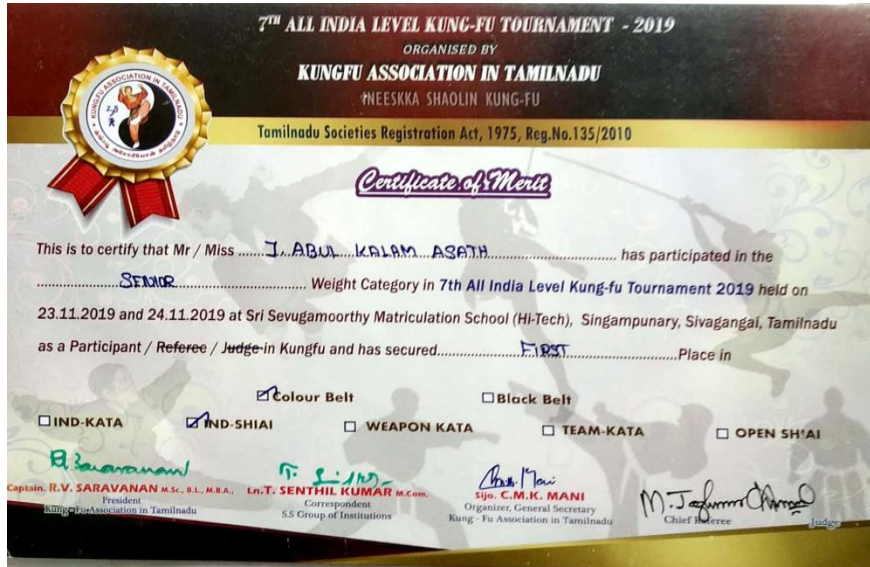 7TH ALL INDIA LEVEL KUNG-FU TOURNAMENT - 2019
ORGANISED BY
KUNGFU ASSOCIATION IN TAMILNADU
INEESKKA SHAOLIN KUNG-FU
Tamilnadu Societies Registration Act, 1975, Reg.No.135/2010
KUNGFU ASSOCIATION IN TAMILNADU
Certificate of Merit
This is to certify that Mr / Miss ......J. ABUL KALAM ASATH.............................. has participated in the
....................SENIOR................................ Weight Category in 7th All India Level Kung-fu Tournament 2019 held on
23.11.2019 and 24.11.2019 at Sri Sevugamoorthy Matriculation School (Hi-Tech), Singampunary, Sivagangai, Tamilnadu
as a Participant / Referee / Judge in Kungfu and has secured....................FIRST..........................Place in
Colour Belt Black Belt
IND-KATA IND-SHIAI WEAPON KATA TEAM-KATA OPEN SH'AI
Captain. R.V. SARAVANAN M.Sc., B.L., M.B.A., Ln.T. SENTHIL KUMAR M.Com, Sijo. C.M.K. MANI
President Correspondent Organizer, General Secretary Chief Referee Judge
Kung-Fu Association in Tamilnadu S.S Group of Institutions Kung - Fu Association in Tamilnadu